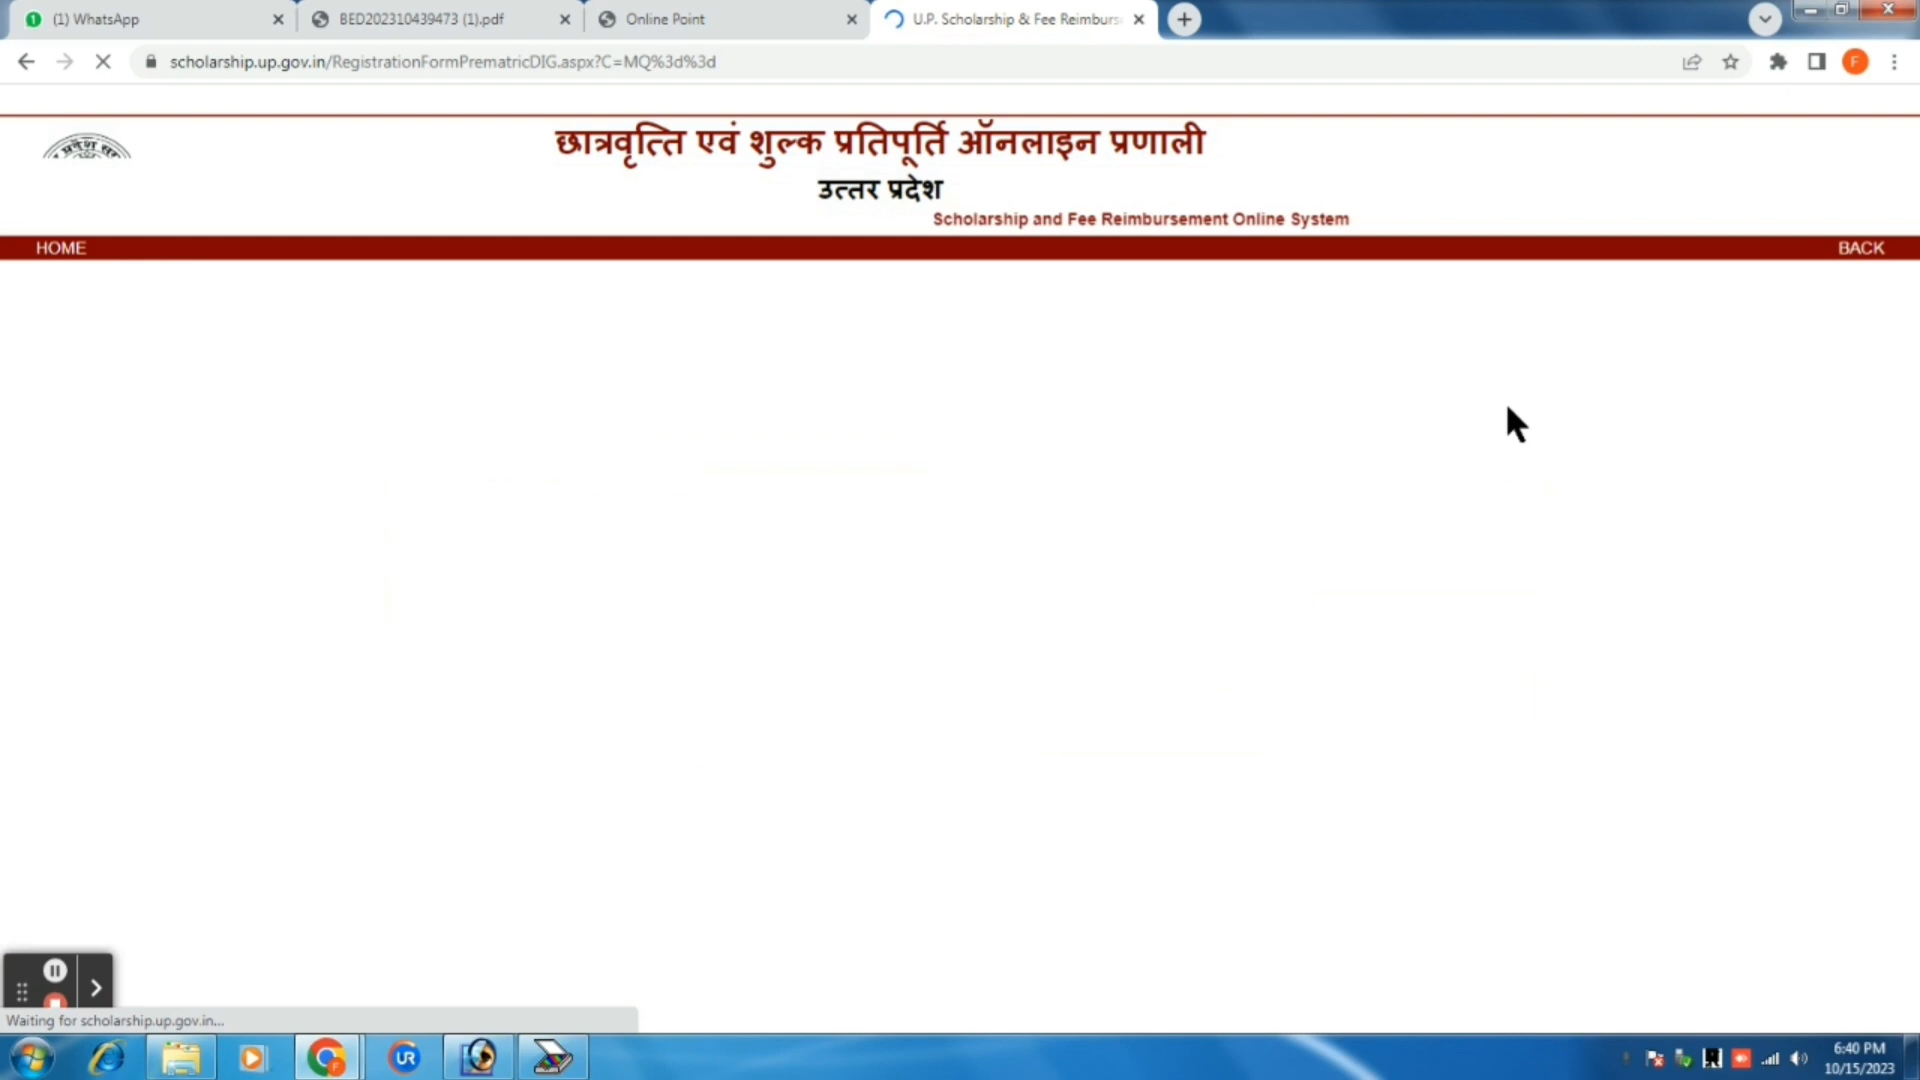 (1) WhatsApp
BED202310439473 (1).pdf
Online Point
U.P. Scholarship & Fee Reimburs
scholarship.up.gov.in/RegistrationFormPrematricDIG.aspx?C=MQ%3d%3d
F
छात्रवृत्ति एवं शुल्क प्रतिपूर्ति ऑनलाइन प्रणाली
उत्तर प्रदेश
Scholarship and Fee Reimbursement Online System
HOME
BACK
Waiting for scholarship.up.gov.in...
UR
6:40 PM
10/15/2023